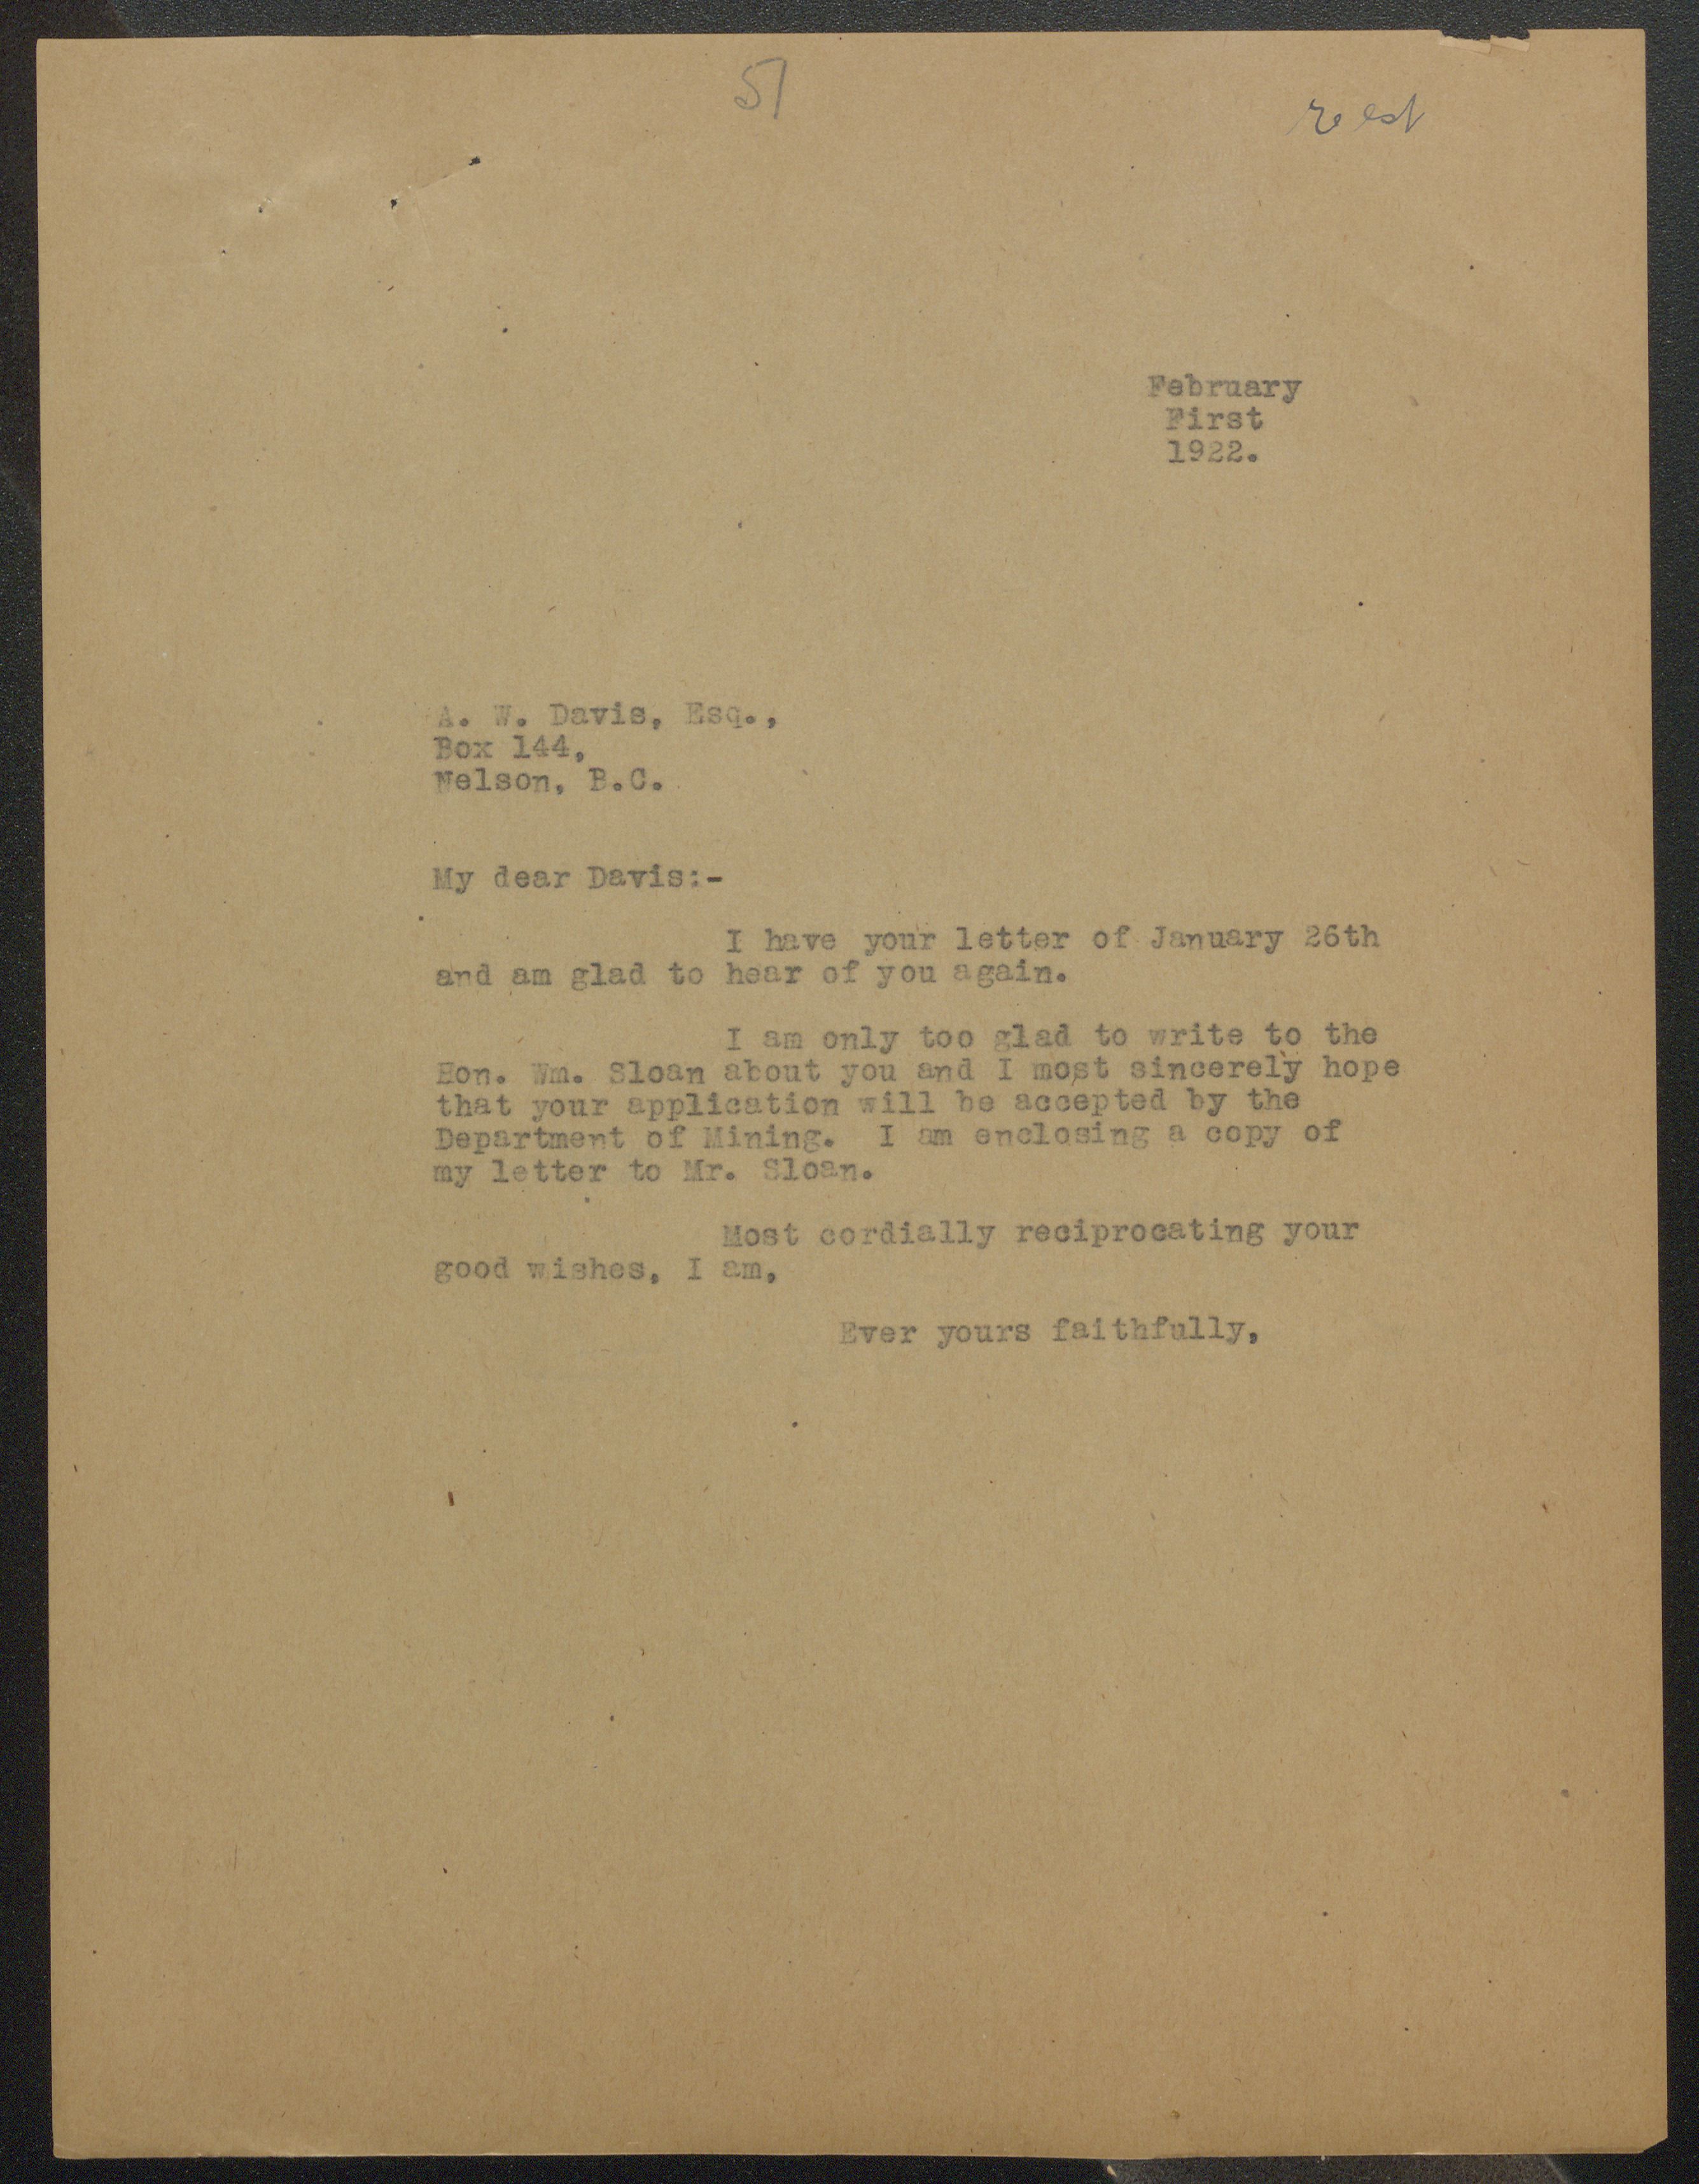 51
February
First
1922.
A. W. Davis, Esq.,
Box 144,
Nelson, B.C.
My dear Davis:-
I have your letter of January 26th
and am glad to hear of you again.
I am only too glad to write to the
Hon. Wm. Sloan about you and I most sincerely hope
that your application will be accepted by the
Department of Mining. I am enclosing a copy of
my letter to Mr. Sloan.
Most cordially reciprocating your
good wishes, I am,
Ever yours faithfully,